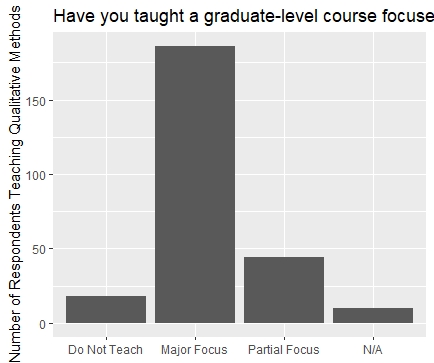 Have you taught a graduate-level course focuse
Number of Respondents Teaching Qualitative Methods
150
100
50
0
Do Not Teach Major Focus Partial Focus N/A